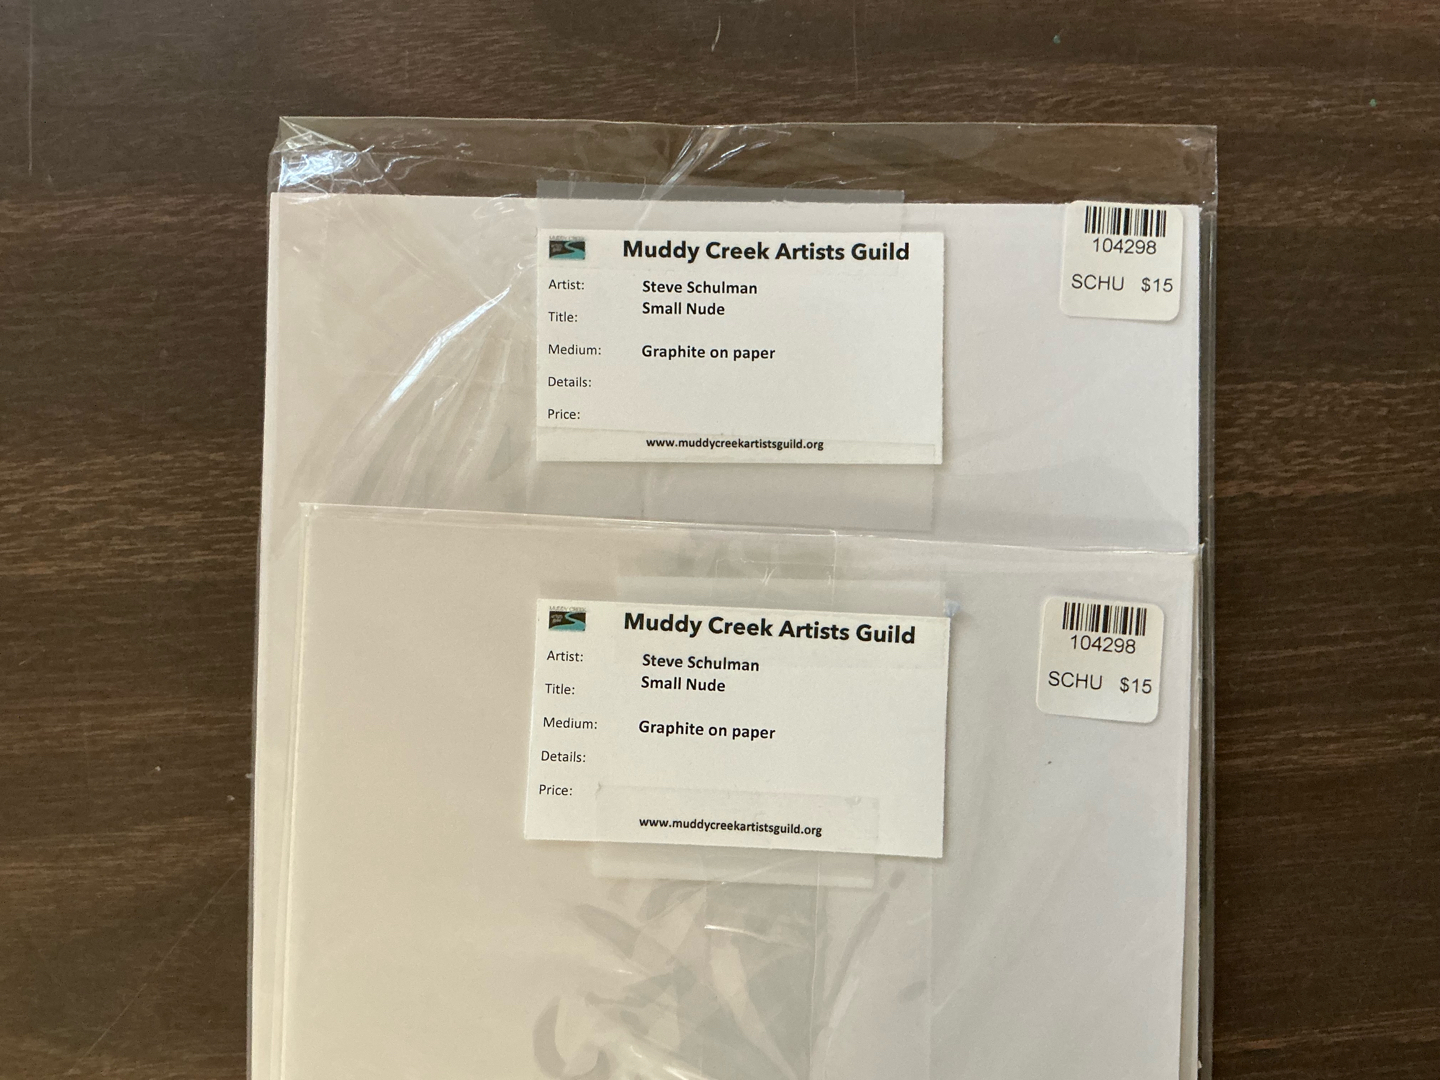 Muddy Creek Artists Guild
Artist: Steve Schulman
Title: Small Nude
Medium: Graphite on paper
Details:
Price:
www.muddycreekartistsguild.org
104298
SCHU $15
Muddy Creek Artists Guild
Artist: Steve Schulman
Title: Small Nude
Medium: Graphite on paper
Details:
Price:
www.muddycreekartistsguild.org
104298
SCHU $15